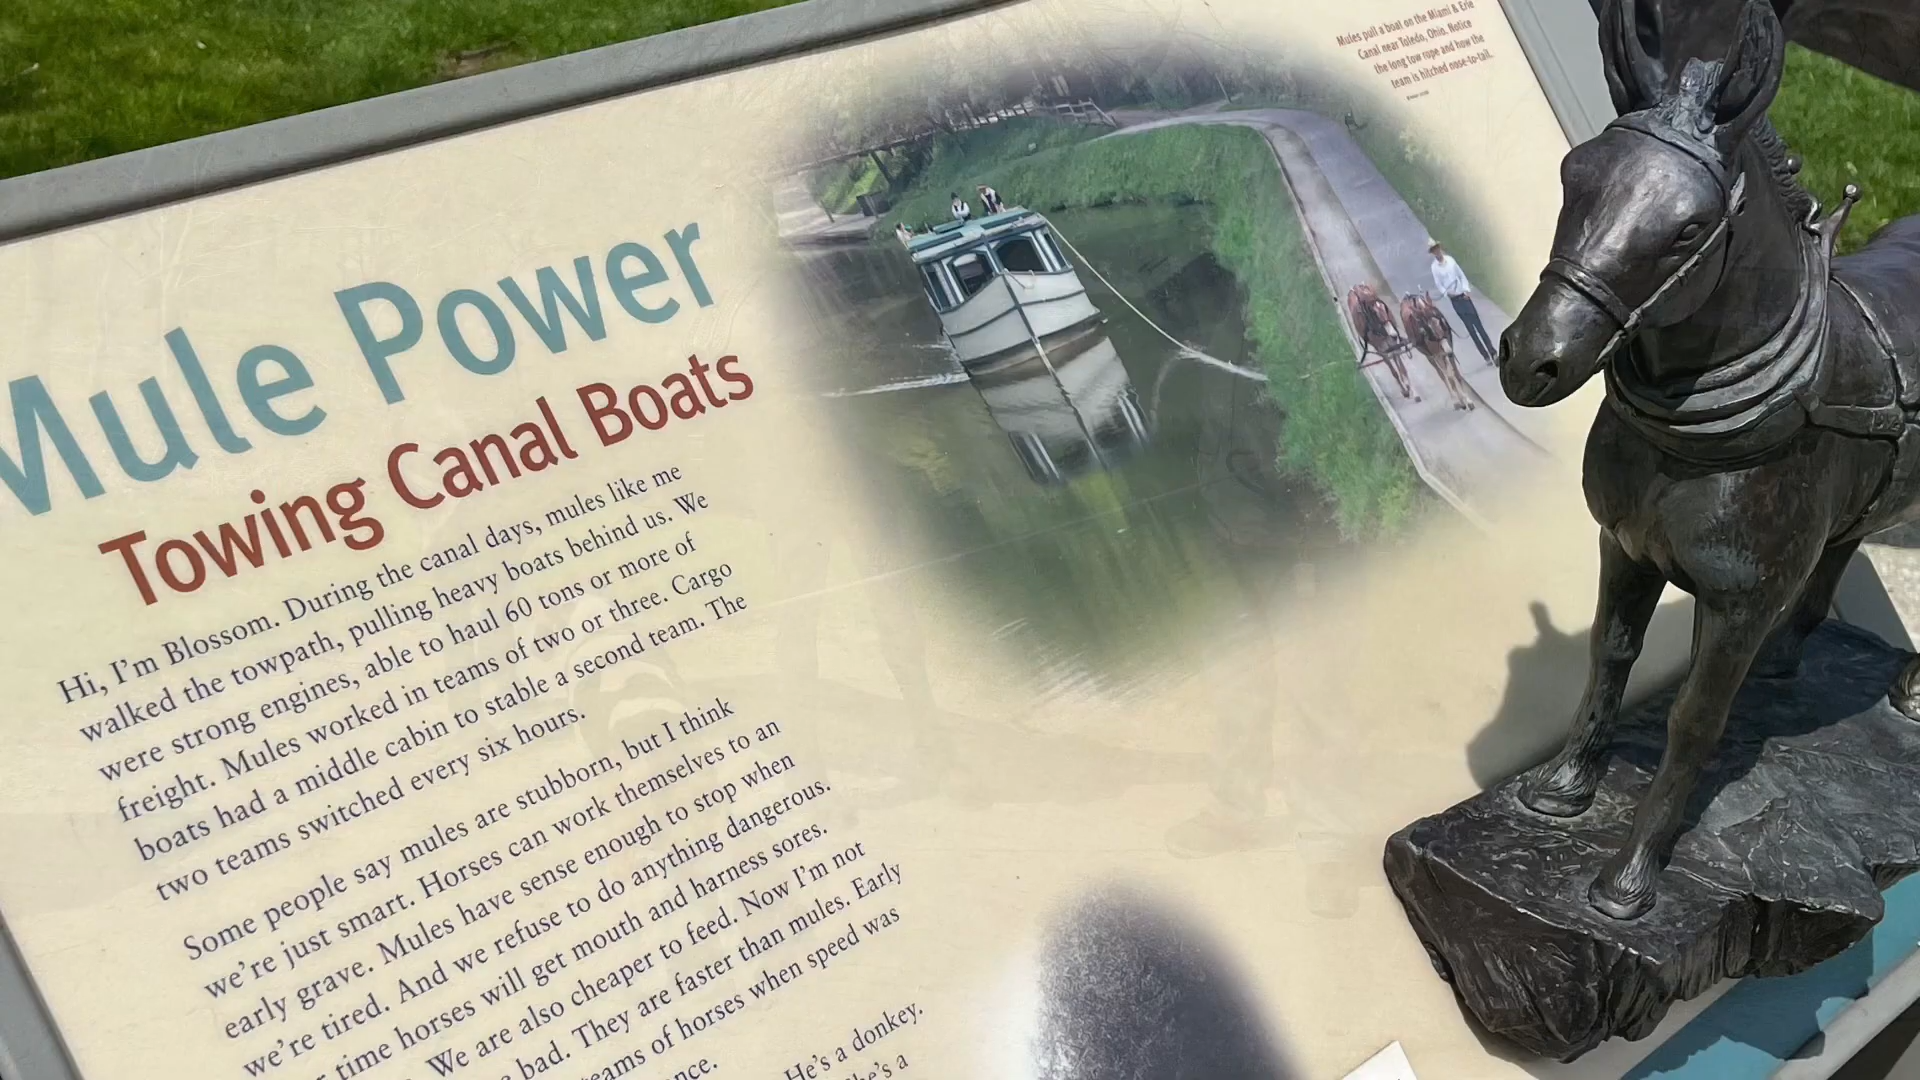 Mules pull a boat on the Miami & Erie
Canal near Toledo, Ohio. Notice
the long tow rope and how the
team is hitched nose-to-tail.
Mule Power
Towing Canal Boats
Hi, I'm Blossom. During the canal days, mules like me
walked the towpath, pulling heavy boats behind us. We
were strong engines, able to haul 60 tons or more of
freight. Mules worked in teams of two or three. Cargo
boats had a middle cabin to stable a second team. The
two teams switched every six hours.
Some people say mules are stubborn, but I think
we're just smart. Horses can work themselves to an
early grave. Mules have sense enough to stop when
we're tired. And we refuse to do anything dangerous.
time horses will get mouth and harness sores.
We are also cheaper to feed. Now I'm not
bad. They are faster than mules. Early
teams of horses when speed was
He's a donkey.
She's a